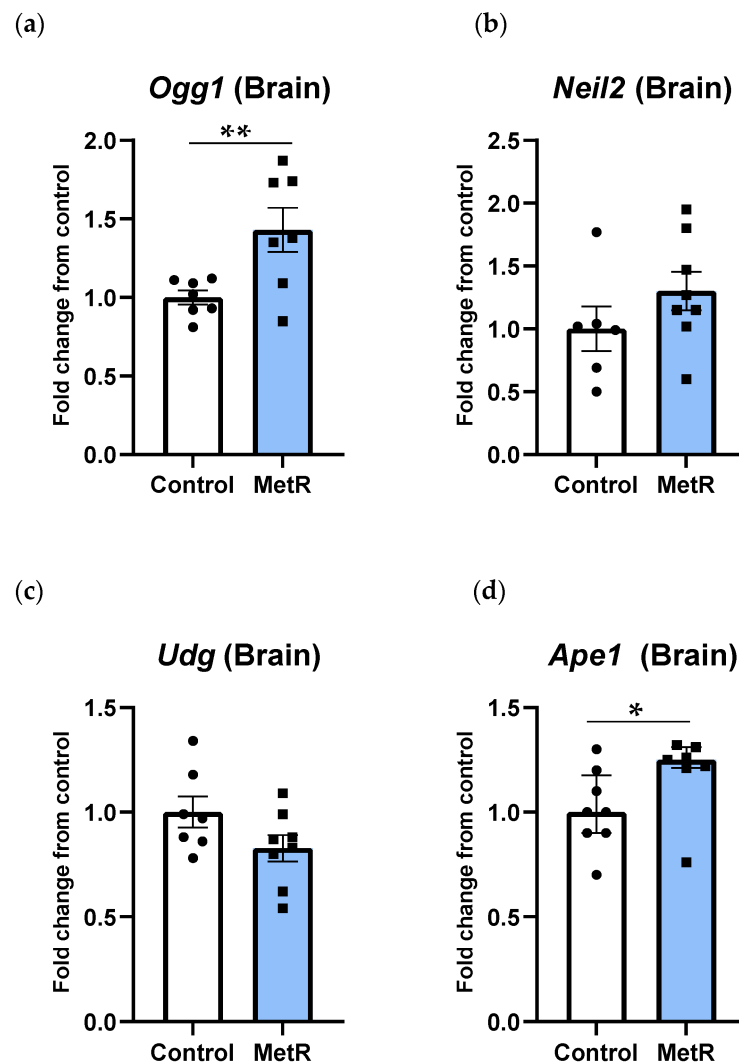 (a)
Ogg1 (Brain)
**
Fold change from control
2.0
1.5
1.0
0.5
0.0
Control MetR
(b)
Neil2 (Brain)
Fold change from control
2.5
2.0
1.5
1.0
0.5
0.0
Control MetR
(c)
Udg (Brain)
Fold change from control
1.5
1.0
0.5
0.0
Control MetR
(d)
Ape1 (Brain)
*
Fold change from control
1.5
1.0
0.5
0.0
Control MetR